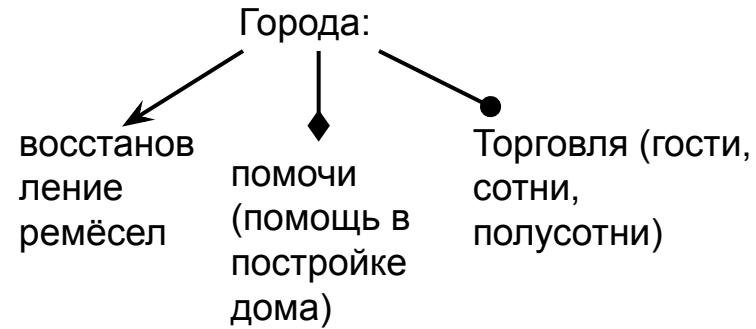 Города:
восстанов
ление
ремёсел
помочи
(помощь в
постройке
дома)
Торговля (гости,
сотни,
полусотни)